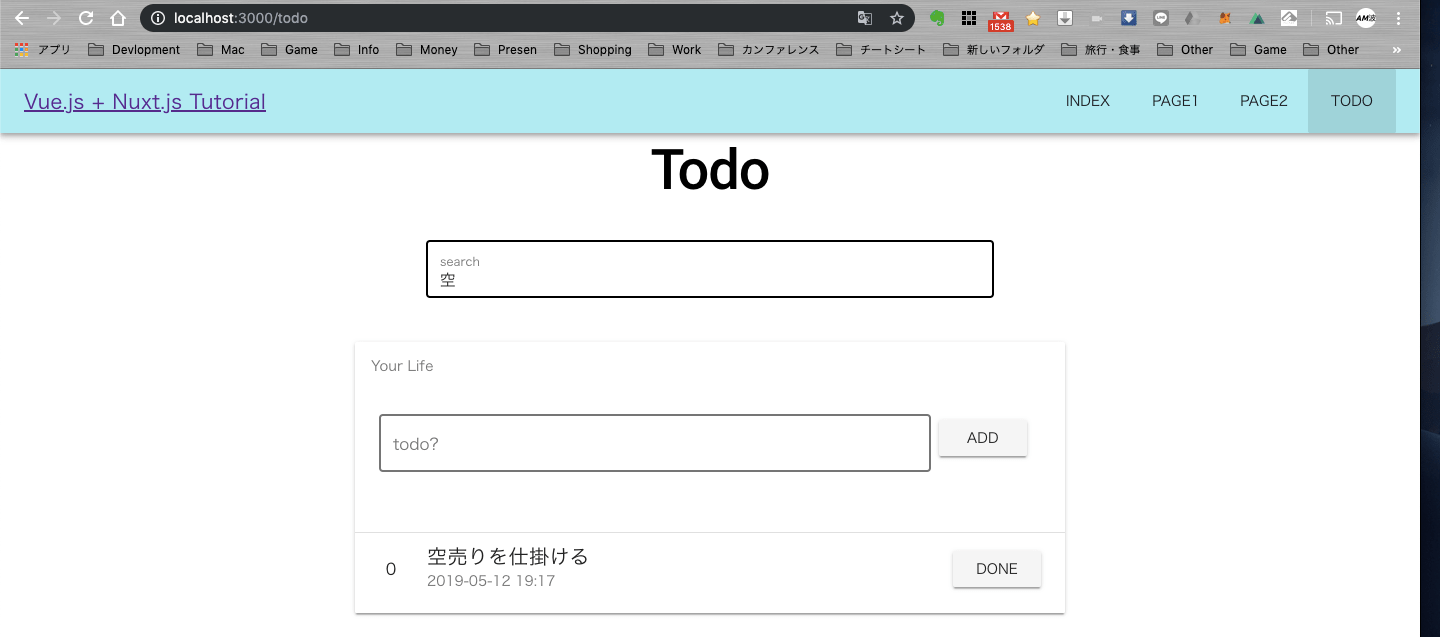 localhost:3000/todo
1538
アプリ Devlopment Mac Game Info Money Presen Shopping Work カンファレンス チートシート 新しいフォルダ 旅行・食事 Other Game Other »
Vue.js + Nuxt.js Tutorial INDEX PAGE1 PAGE2 TODO
Todo
search
空
Your Life
todo? ADD
0 空売りを仕掛ける DONE
2019-05-12 19:17